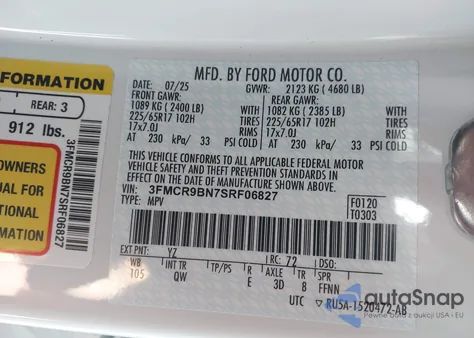 FORMATION
REAR: 3
912 lbs.
OWNERS
UAL FOR
TIONAL
MATION
3FMCR9BN7SRF06827
MFD. BY FORD MOTOR CO.
DATE: 07/25 GVWR: 2123 KG ( 4680 LB)
FRONT GAWR: REAR GAWR:
1089 KG ( 2400 LB) 1082 KG ( 2385 LB)
225/65R17 102H TIRES 225/65R17 102H TIRES
17x7.0J RIMS 17x7.0J RIMS
AT 230 kPa/ 33 PSI COLD AT 230 kPa/ 33 PSI COLD
THIS VEHICLE CONFORMS TO ALL APPLICABLE FEDERAL MOTOR
VEHICLE SAFETY AND THEFT PREVENTION STANDARDS IN
EFFECT ON THE DATE OF MANUFACTURE SHOWN ABOVE.
VIN: 3FMCR9BN7SRF06827 F0120
TYPE: MPV T0303
EXT PNT: YZ RC: 72 DSO:
WB INT TR TP/PS R AXLE TR SPR
105 QW E 3D 8 FFNN
UTC RU5A-1520472-AB
autoSnap
Рынок авто з США і EU